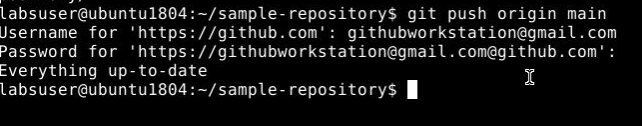 labsuser@ubuntu1804:~/sample-repository$ git push origin main
Username for 'https://github.com': githubworkstation@gmail.com
Password for 'https://githubworkstation@gmail.com@github.com':
Everything up-to-date
labsuser@ubuntu1804:~/sample-repository$